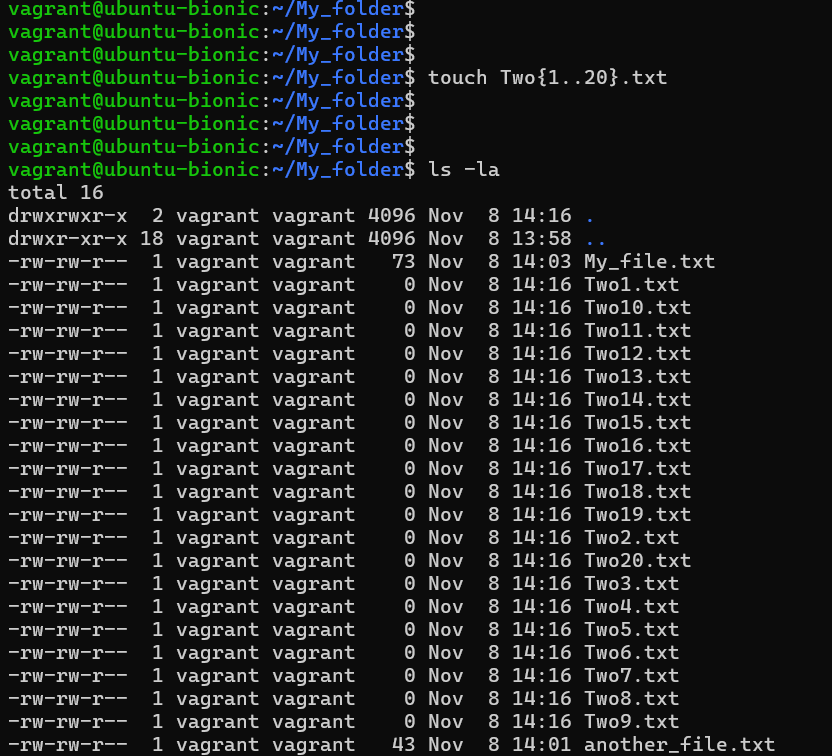 vagrant@ubuntu-bionic:~/My_folder$
vagrant@ubuntu-bionic:~/My_folder$
vagrant@ubuntu-bionic:~/My_folder$
vagrant@ubuntu-bionic:~/My_folder$ touch Two{1..20}.txt
vagrant@ubuntu-bionic:~/My_folder$
vagrant@ubuntu-bionic:~/My_folder$
vagrant@ubuntu-bionic:~/My_folder$
vagrant@ubuntu-bionic:~/My_folder$ ls -la
total 16
drwxrwxr-x  2 vagrant vagrant 4096 Nov  8 14:16 .
drwxr-xr-x 18 vagrant vagrant 4096 Nov  8 13:58 ..
-rw-rw-r--  1 vagrant vagrant   73 Nov  8 14:03 My_file.txt
-rw-rw-r--  1 vagrant vagrant    0 Nov  8 14:16 Two1.txt
-rw-rw-r--  1 vagrant vagrant    0 Nov  8 14:16 Two10.txt
-rw-rw-r--  1 vagrant vagrant    0 Nov  8 14:16 Two11.txt
-rw-rw-r--  1 vagrant vagrant    0 Nov  8 14:16 Two12.txt
-rw-rw-r--  1 vagrant vagrant    0 Nov  8 14:16 Two13.txt
-rw-rw-r--  1 vagrant vagrant    0 Nov  8 14:16 Two14.txt
-rw-rw-r--  1 vagrant vagrant    0 Nov  8 14:16 Two15.txt
-rw-rw-r--  1 vagrant vagrant    0 Nov  8 14:16 Two16.txt
-rw-rw-r--  1 vagrant vagrant    0 Nov  8 14:16 Two17.txt
-rw-rw-r--  1 vagrant vagrant    0 Nov  8 14:16 Two18.txt
-rw-rw-r--  1 vagrant vagrant    0 Nov  8 14:16 Two19.txt
-rw-rw-r--  1 vagrant vagrant    0 Nov  8 14:16 Two2.txt
-rw-rw-r--  1 vagrant vagrant    0 Nov  8 14:16 Two20.txt
-rw-rw-r--  1 vagrant vagrant    0 Nov  8 14:16 Two3.txt
-rw-rw-r--  1 vagrant vagrant    0 Nov  8 14:16 Two4.txt
-rw-rw-r--  1 vagrant vagrant    0 Nov  8 14:16 Two5.txt
-rw-rw-r--  1 vagrant vagrant    0 Nov  8 14:16 Two6.txt
-rw-rw-r--  1 vagrant vagrant    0 Nov  8 14:16 Two7.txt
-rw-rw-r--  1 vagrant vagrant    0 Nov  8 14:16 Two8.txt
-rw-rw-r--  1 vagrant vagrant    0 Nov  8 14:16 Two9.txt
-rw-rw-r--  1 vagrant vagrant   43 Nov  8 14:01 another_file.txt